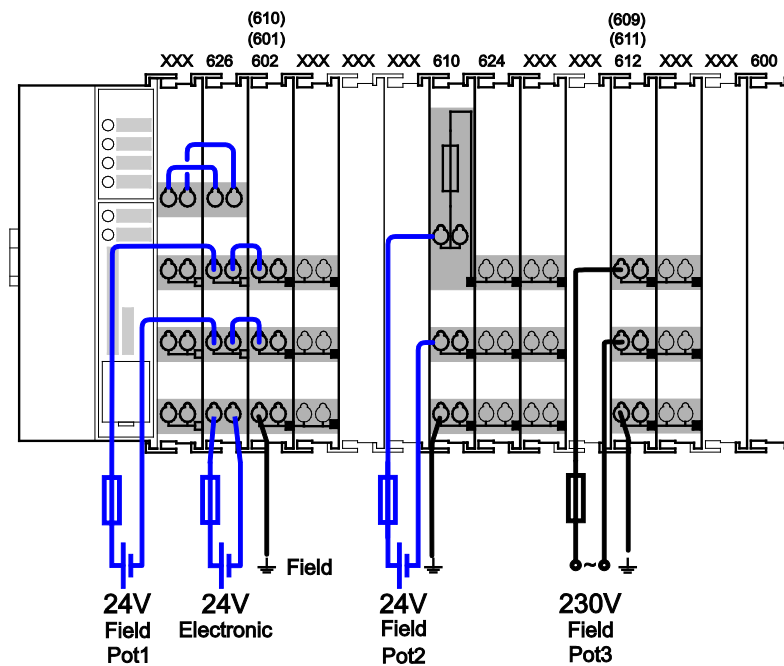 (610)
(601)
(609)
(611)
XXX 626 602 XXX XXX XXX 610 624 XXX XXX 612 XXX XXX 600
Field
24V
Field
Pot1
24V
Electronic
24V
Field
Pot2
~
230V
Field
Pot3